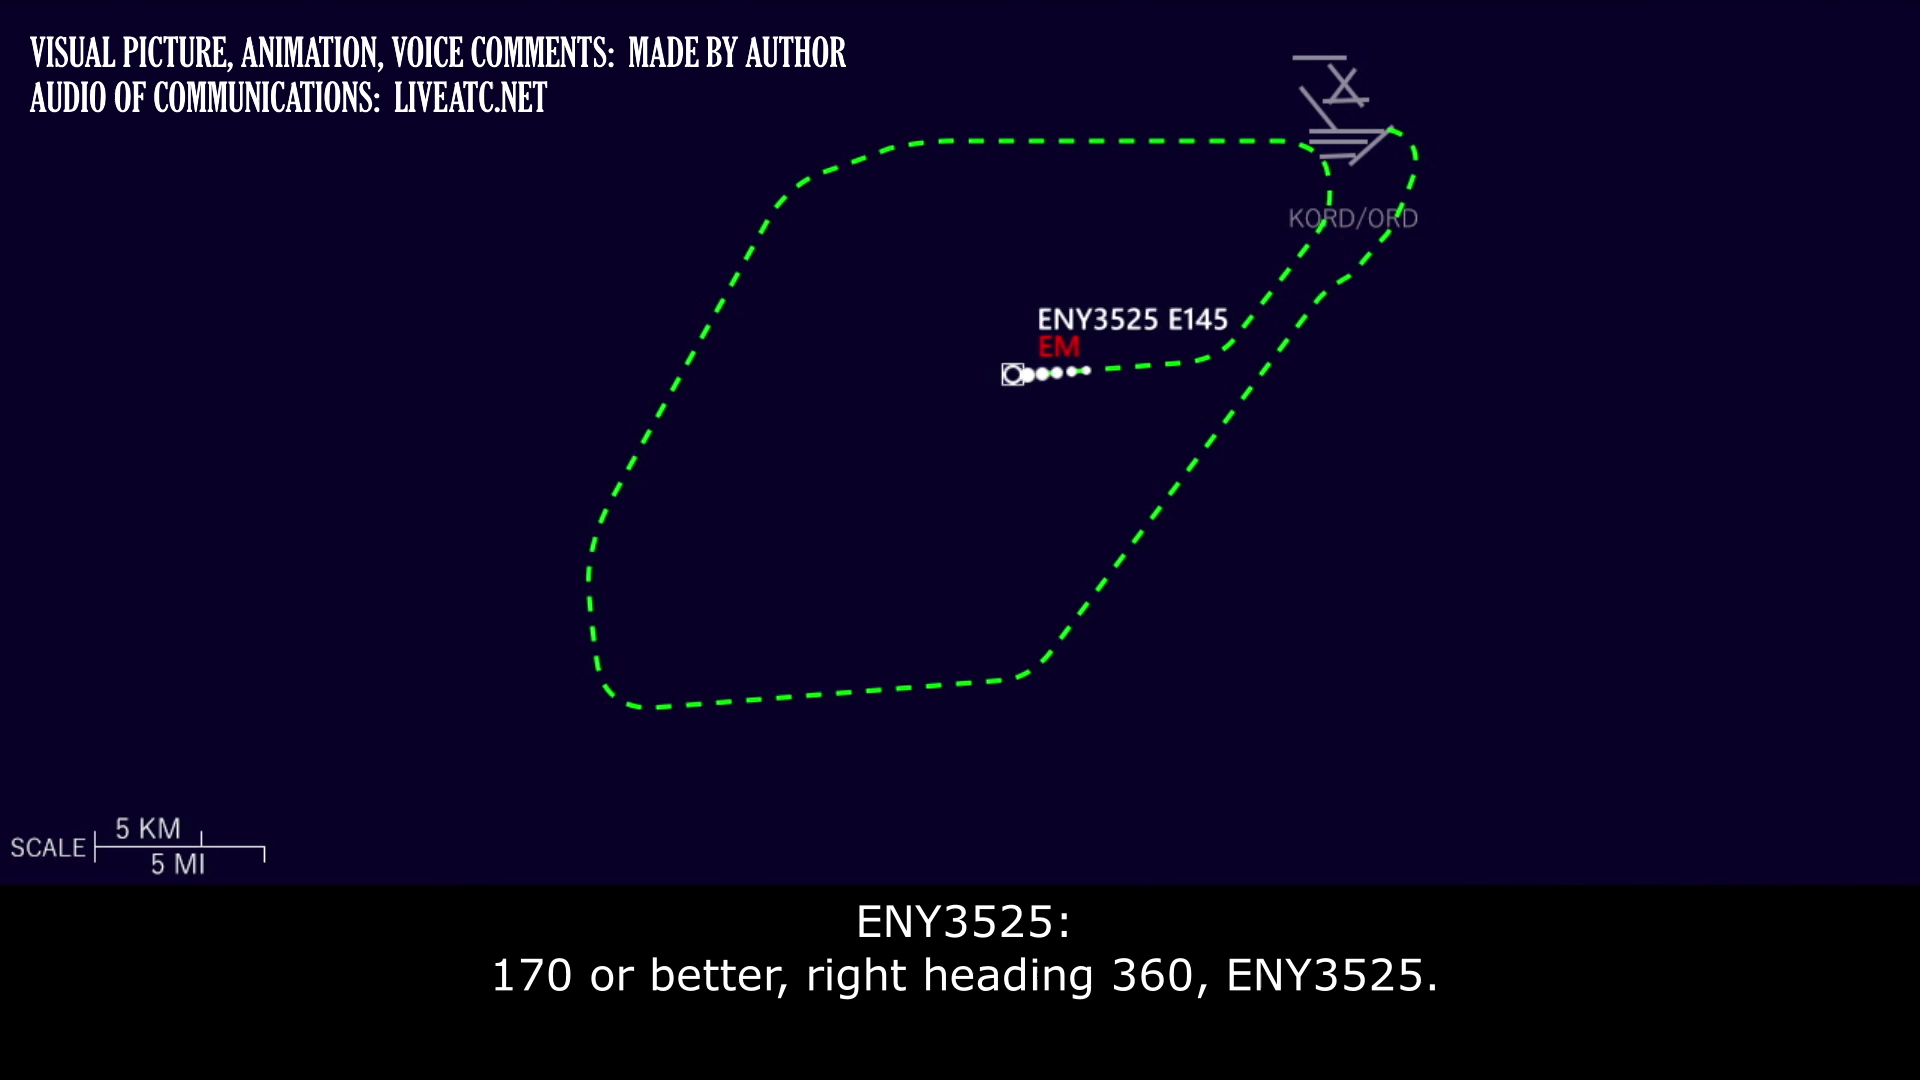 VISUAL PICTURE, ANIMATION, VOICE COMMENTS: MADE BY AUTHOR
AUDIO OF COMMUNICATIONS: LIVEATC.NET
KORD/ORD
ENY3525 E145
EM
5 KM
SCALE
5 MI
ENY3525:
170 or better, right heading 360, ENY3525.